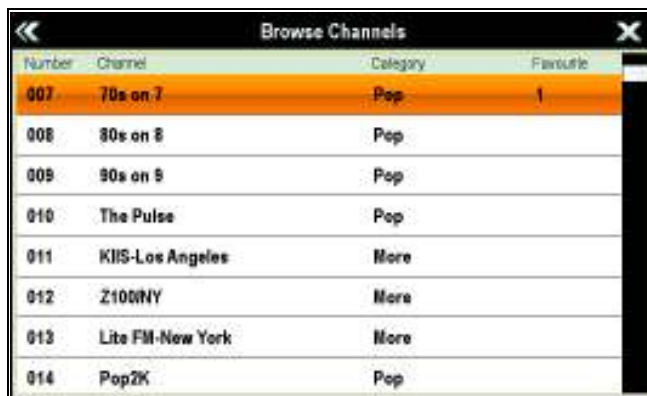 Browse Channels
Number Channel Category Favourite
007 70s on 7 Pop 1
008 80s on 8 Pop
009 90s on 9 Pop
010 The Pulse Pop
011 KIIS-Los Angeles More
012 Z100/NY More
013 Lite FM-New York More
014 Pop2K Pop